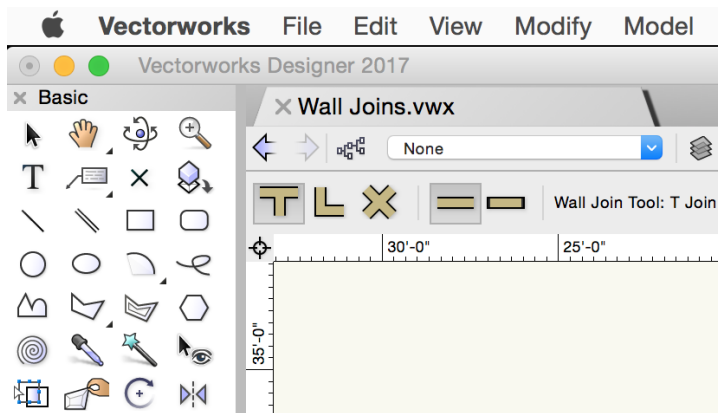 Vectorworks File Edit View Modify Model
Vectorworks Designer 2017
Basic
Wall Joins.vwx
None
T
Wall Join Tool: T Join
30'-0" 25'-0"
35'-0"